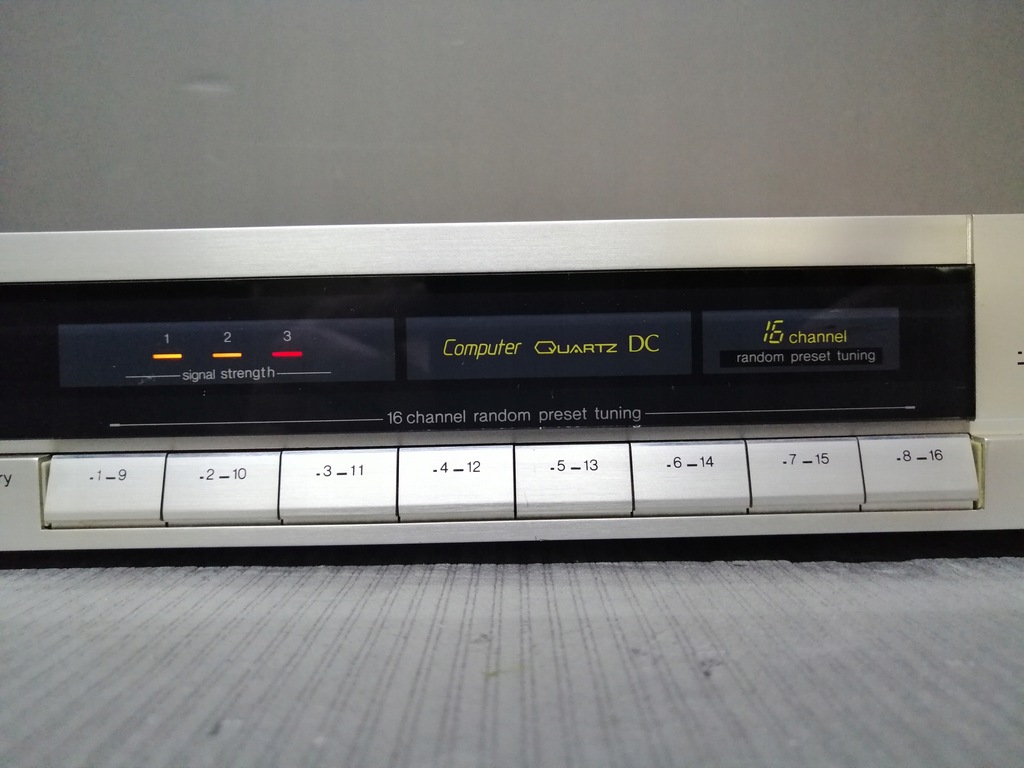 1 2 3
signal strength
Computer QUARTZ DC
16 channel
random preset tuning
16 channel random preset tuning
1–9 2–10 3–11 4–12 5–13 6–14 7–15 8–16